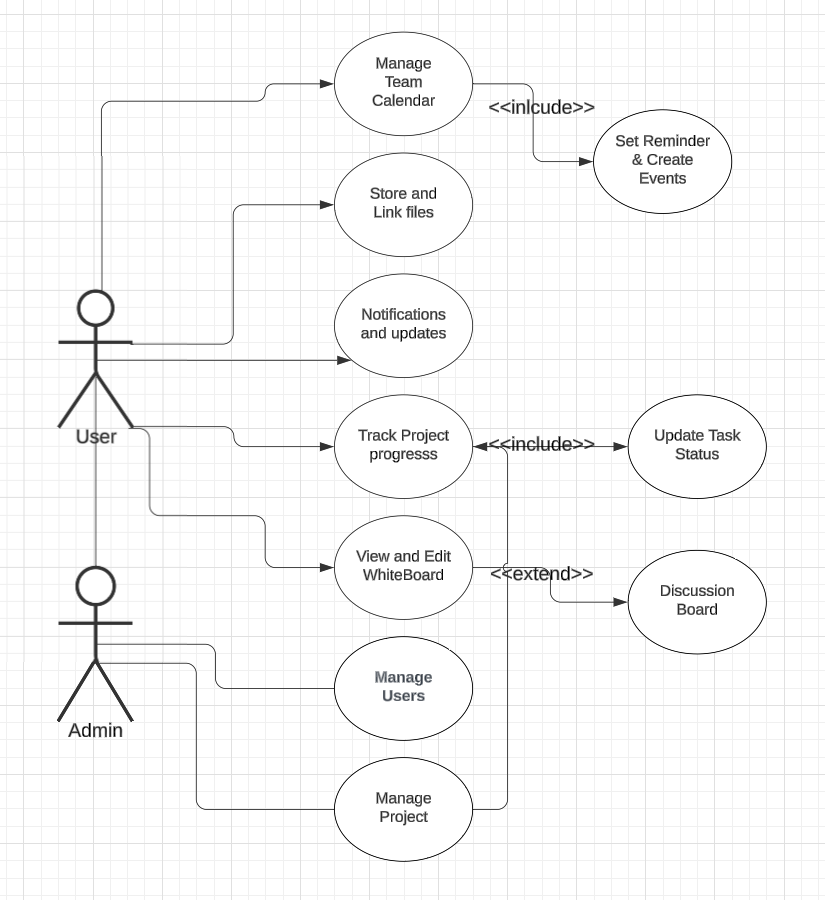 Manage
Team
Calendar
<<inlcude>>
Set Reminder
& Create
Events
Store and
Link files
Notifications
and updates
User
Track Project
progresss
<<include>>
Update Task
Status
View and Edit
WhiteBoard
<<extend>>
Discussion
Board
Manage
Users
Admin
Manage
Project